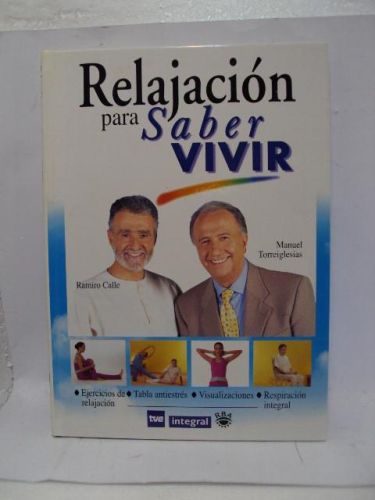 Relajación
para Saber
VIVIR
Manuel
Torreiglesias
Ramiro Calle
♦ Ejercicios de
relajación
♦ Tabla antiestrés
♦ Visualizaciones
♦ Respiración
integral
tve
integral
RBA